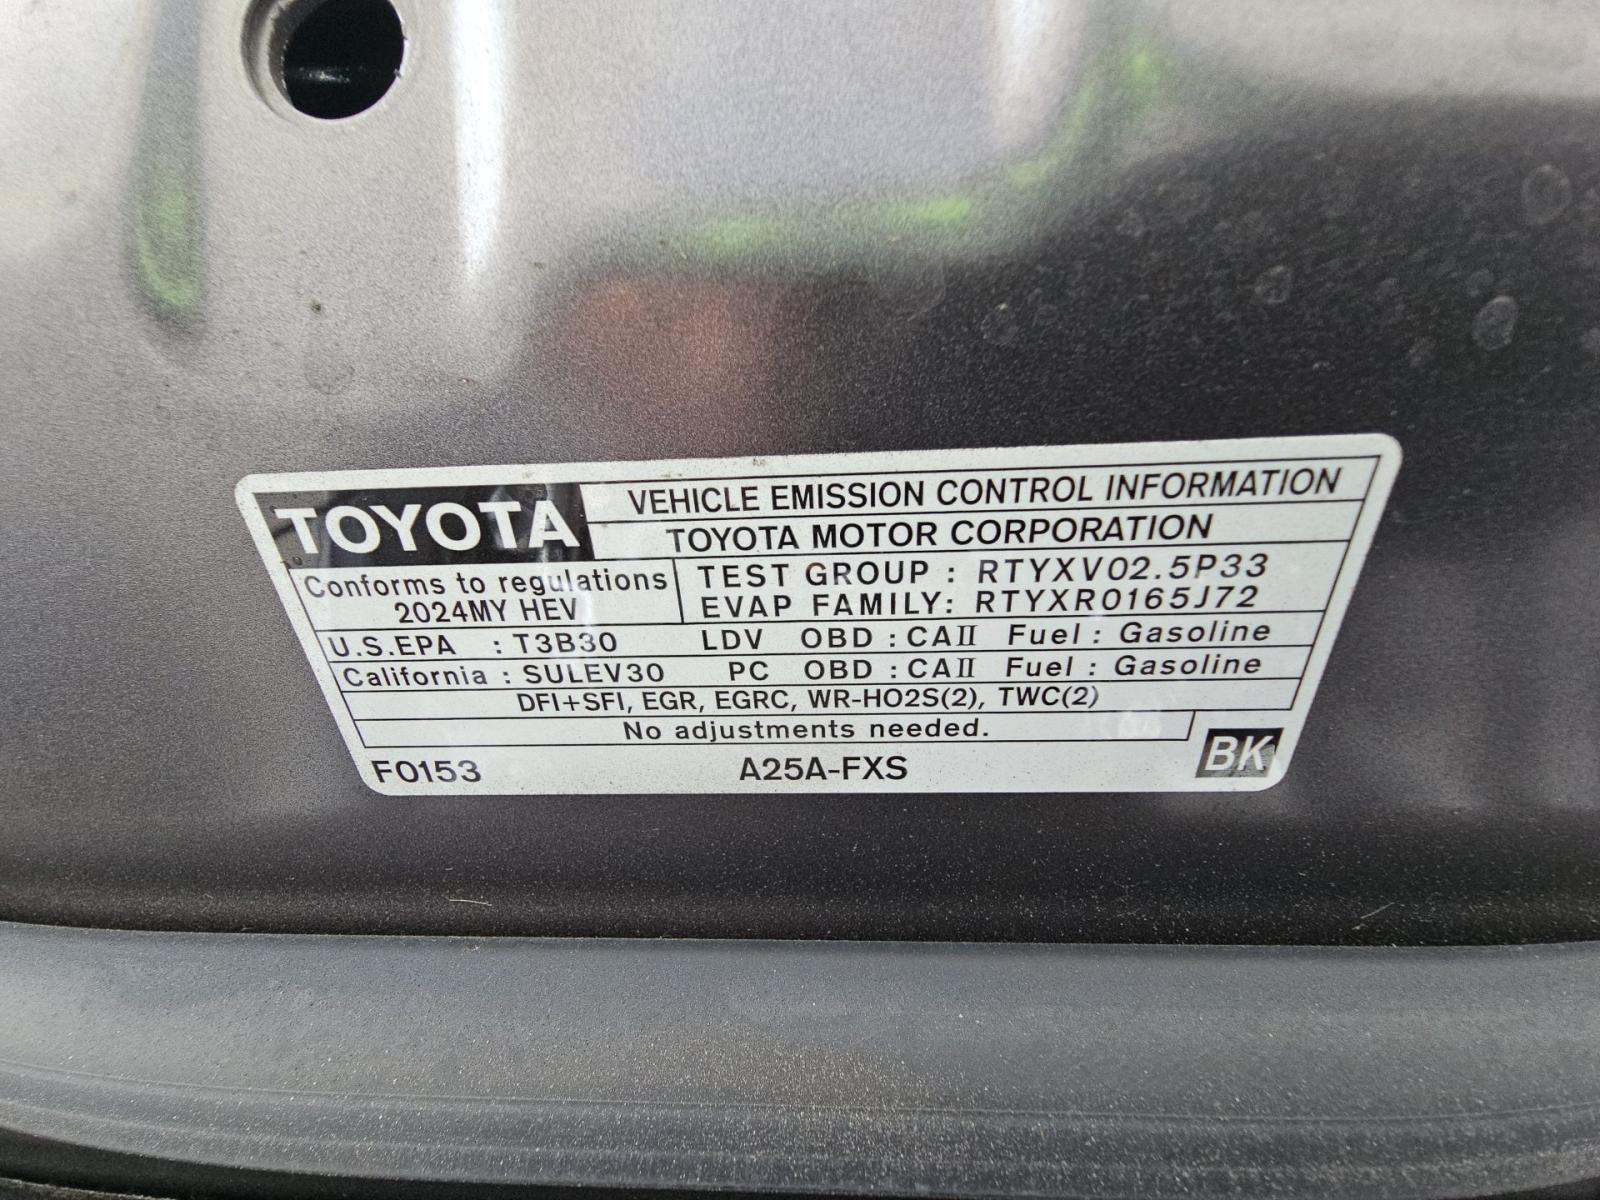 TOYOTA
VEHICLE EMISSION CONTROL INFORMATION
TOYOTA MOTOR CORPORATION
Conforms to regulations
2024MY HEV
TEST GROUP : RTYXV02.5P33
EVAP FAMILY: RTYXR0165J72
U.S.EPA : T3B30 LDV OBD : CAII Fuel : Gasoline
California : SULEV30 PC OBD : CAII Fuel : Gasoline
DFI+SFI, EGR, EGRC, WR-HO2S(2), TWC(2)
No adjustments needed.
F0153 A25A-FXS BK